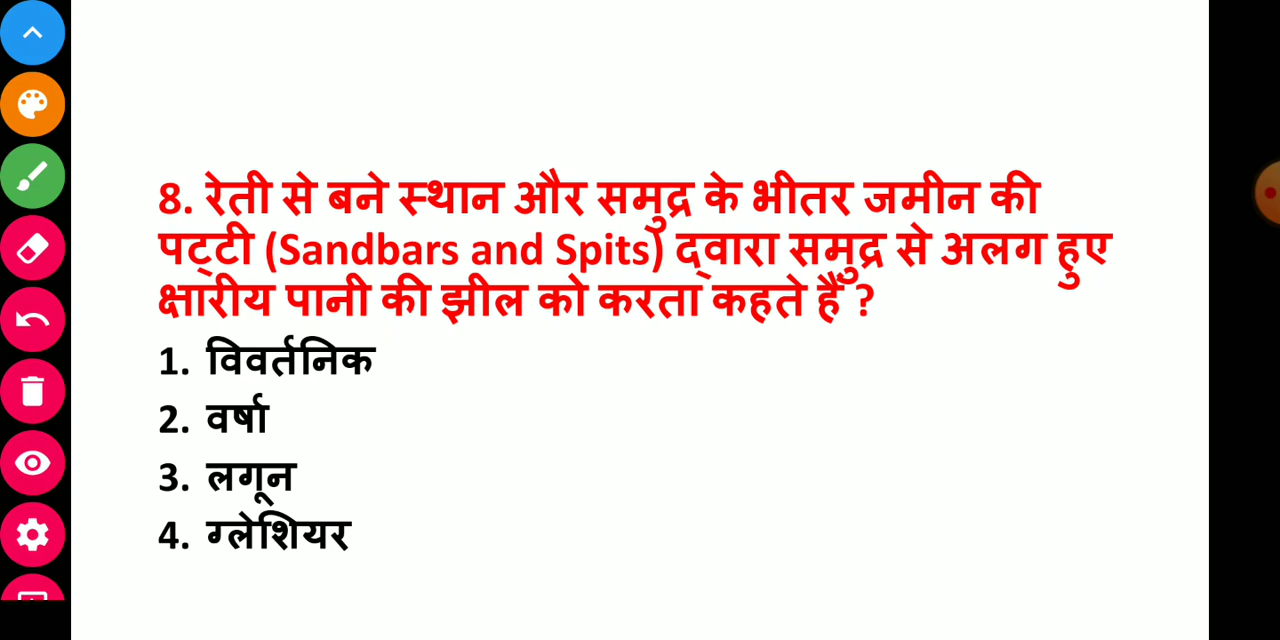 8. रेती से बने स्थान और समुद्र के भीतर जमीन की
पट्टी (Sandbars and Spits) द्वारा समुद्र से अलग हुए
क्षारीय पानी की झील को करता कहते हैं ?
1. विवर्तनिक
2. वर्षा
3. लगून
4. ग्लेशियर